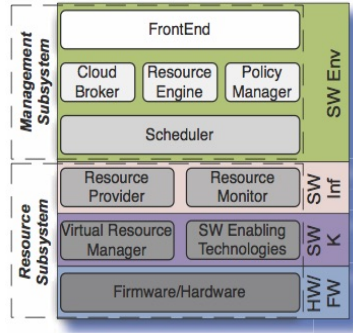 Management
Subsystem
FrontEnd
Cloud
Broker
Resource
Engine
Policy
Manager
Scheduler
SW Env
Resource
Subsystem
Resource
Provider
Resource
Monitor
SW
Inf
Virtual Resource
Manager
SW Enabling
Technologies
SW
K
Firmware/Hardware
HW/
FW